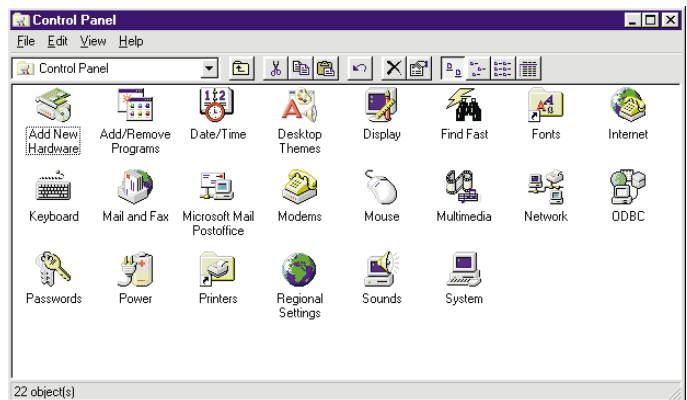 Control Panel
File Edit View Help
Control Panel
Add New Hardware
Add/Remove Programs
Date/Time
Desktop Themes
Display
Find Fast
Fonts
Internet
Keyboard
Mail and Fax
Microsoft Mail Postoffice
Modems
Mouse
Multimedia
Network
ODBC
Passwords
Power
Printers
Regional Settings
Sounds
System
22 object(s)